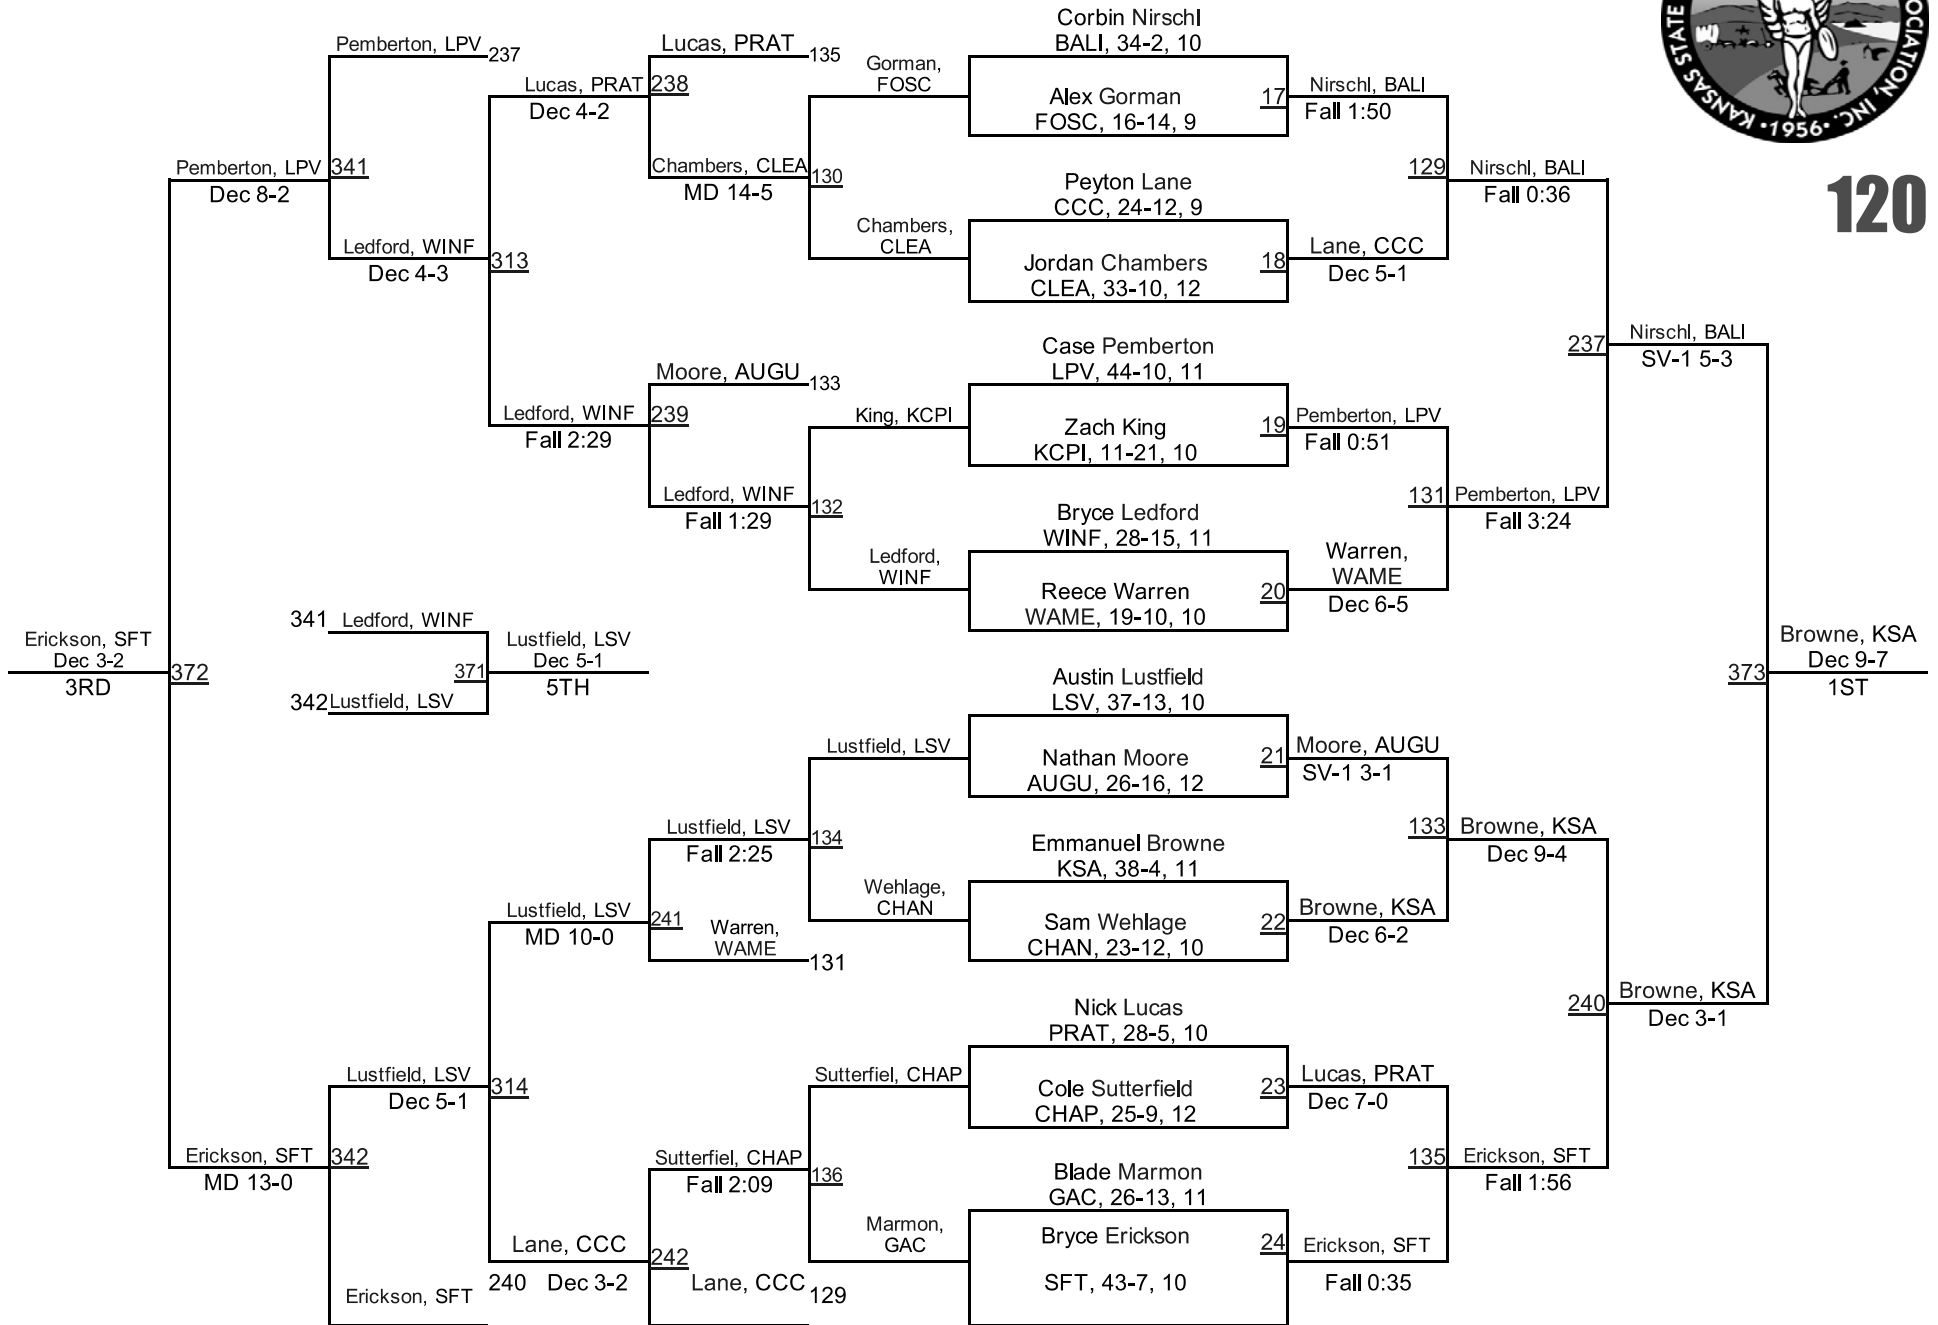 Pemberton, LPV
237
Lucas, PRAT
135
Corbin Nirschl
BALI, 34-2, 10
Gorman,
FOSC
Lucas, PRAT
238
Dec 4-2
Alex Gorman
FOSC, 16-14, 9
17
Nirschl, BALI
Fall 1:50
KANSAS STATE
OCIATION, INC.
•1956•
120
Pemberton, LPV
341
Dec 8-2
Chambers, CLEA
130
MD 14-5
Peyton Lane
CCC, 24-12, 9
129
Nirschl, BALI
Fall 0:36
Chambers,
CLEA
Ledford, WINF
313
Dec 4-3
Jordan Chambers
CLEA, 33-10, 12
18
Lane, CCC
Dec 5-1
Case Pemberton
LPV, 44-10, 11
237
Nirschl, BALI
SV-1 5-3
Moore, AUGU
133
King, KCPI
Ledford, WINF
239
Fall 2:29
Zach King
KCPI, 11-21, 10
19
Pemberton, LPV
Fall 0:51
Ledford, WINF
132
Fall 1:29
Bryce Ledford
WINF, 28-15, 11
131
Pemberton, LPV
Fall 3:24
Ledford,
WINF
Reece Warren
WAME, 19-10, 10
20
Warren,
WAME
Dec 6-5
341
Ledford, WINF
Erickson, SFT
Dec 3-2
3RD
372
371
Lustfield, LSV
Dec 5-1
5TH
342
Lustfield, LSV
Austin Lustfield
LSV, 37-13, 10
373
Browne, KSA
Dec 9-7
1ST
Lustfield, LSV
Nathan Moore
AUGU, 26-16, 12
21
Moore, AUGU
SV-1 3-1
Lustfield, LSV
134
Fall 2:25
Emmanuel Browne
KSA, 38-4, 11
133
Browne, KSA
Dec 9-4
Wehlage,
CHAN
Lustfield, LSV
241
MD 10-0
Warren,
WAME
131
Sam Wehlage
CHAN, 23-12, 10
22
Browne, KSA
Dec 6-2
Nick Lucas
PRAT, 28-5, 10
240
Browne, KSA
Dec 3-1
Lustfield, LSV
314
Dec 5-1
Sutterfiel, CHAP
Cole Sutterfield
CHAP, 25-9, 12
23
Lucas, PRAT
Dec 7-0
Erickson, SFT
342
MD 13-0
Sutterfiel, CHAP
136
Fall 2:09
Blade Marmon
GAC, 26-13, 11
135
Erickson, SFT
Fall 1:56
Marmon,
GAC
Lane, CCC
242
Dec 3-2
Bryce Erickson
SFT, 43-7, 10
24
Erickson, SFT
Fall 0:35
Erickson, SFT
240
Lane, CCC
129